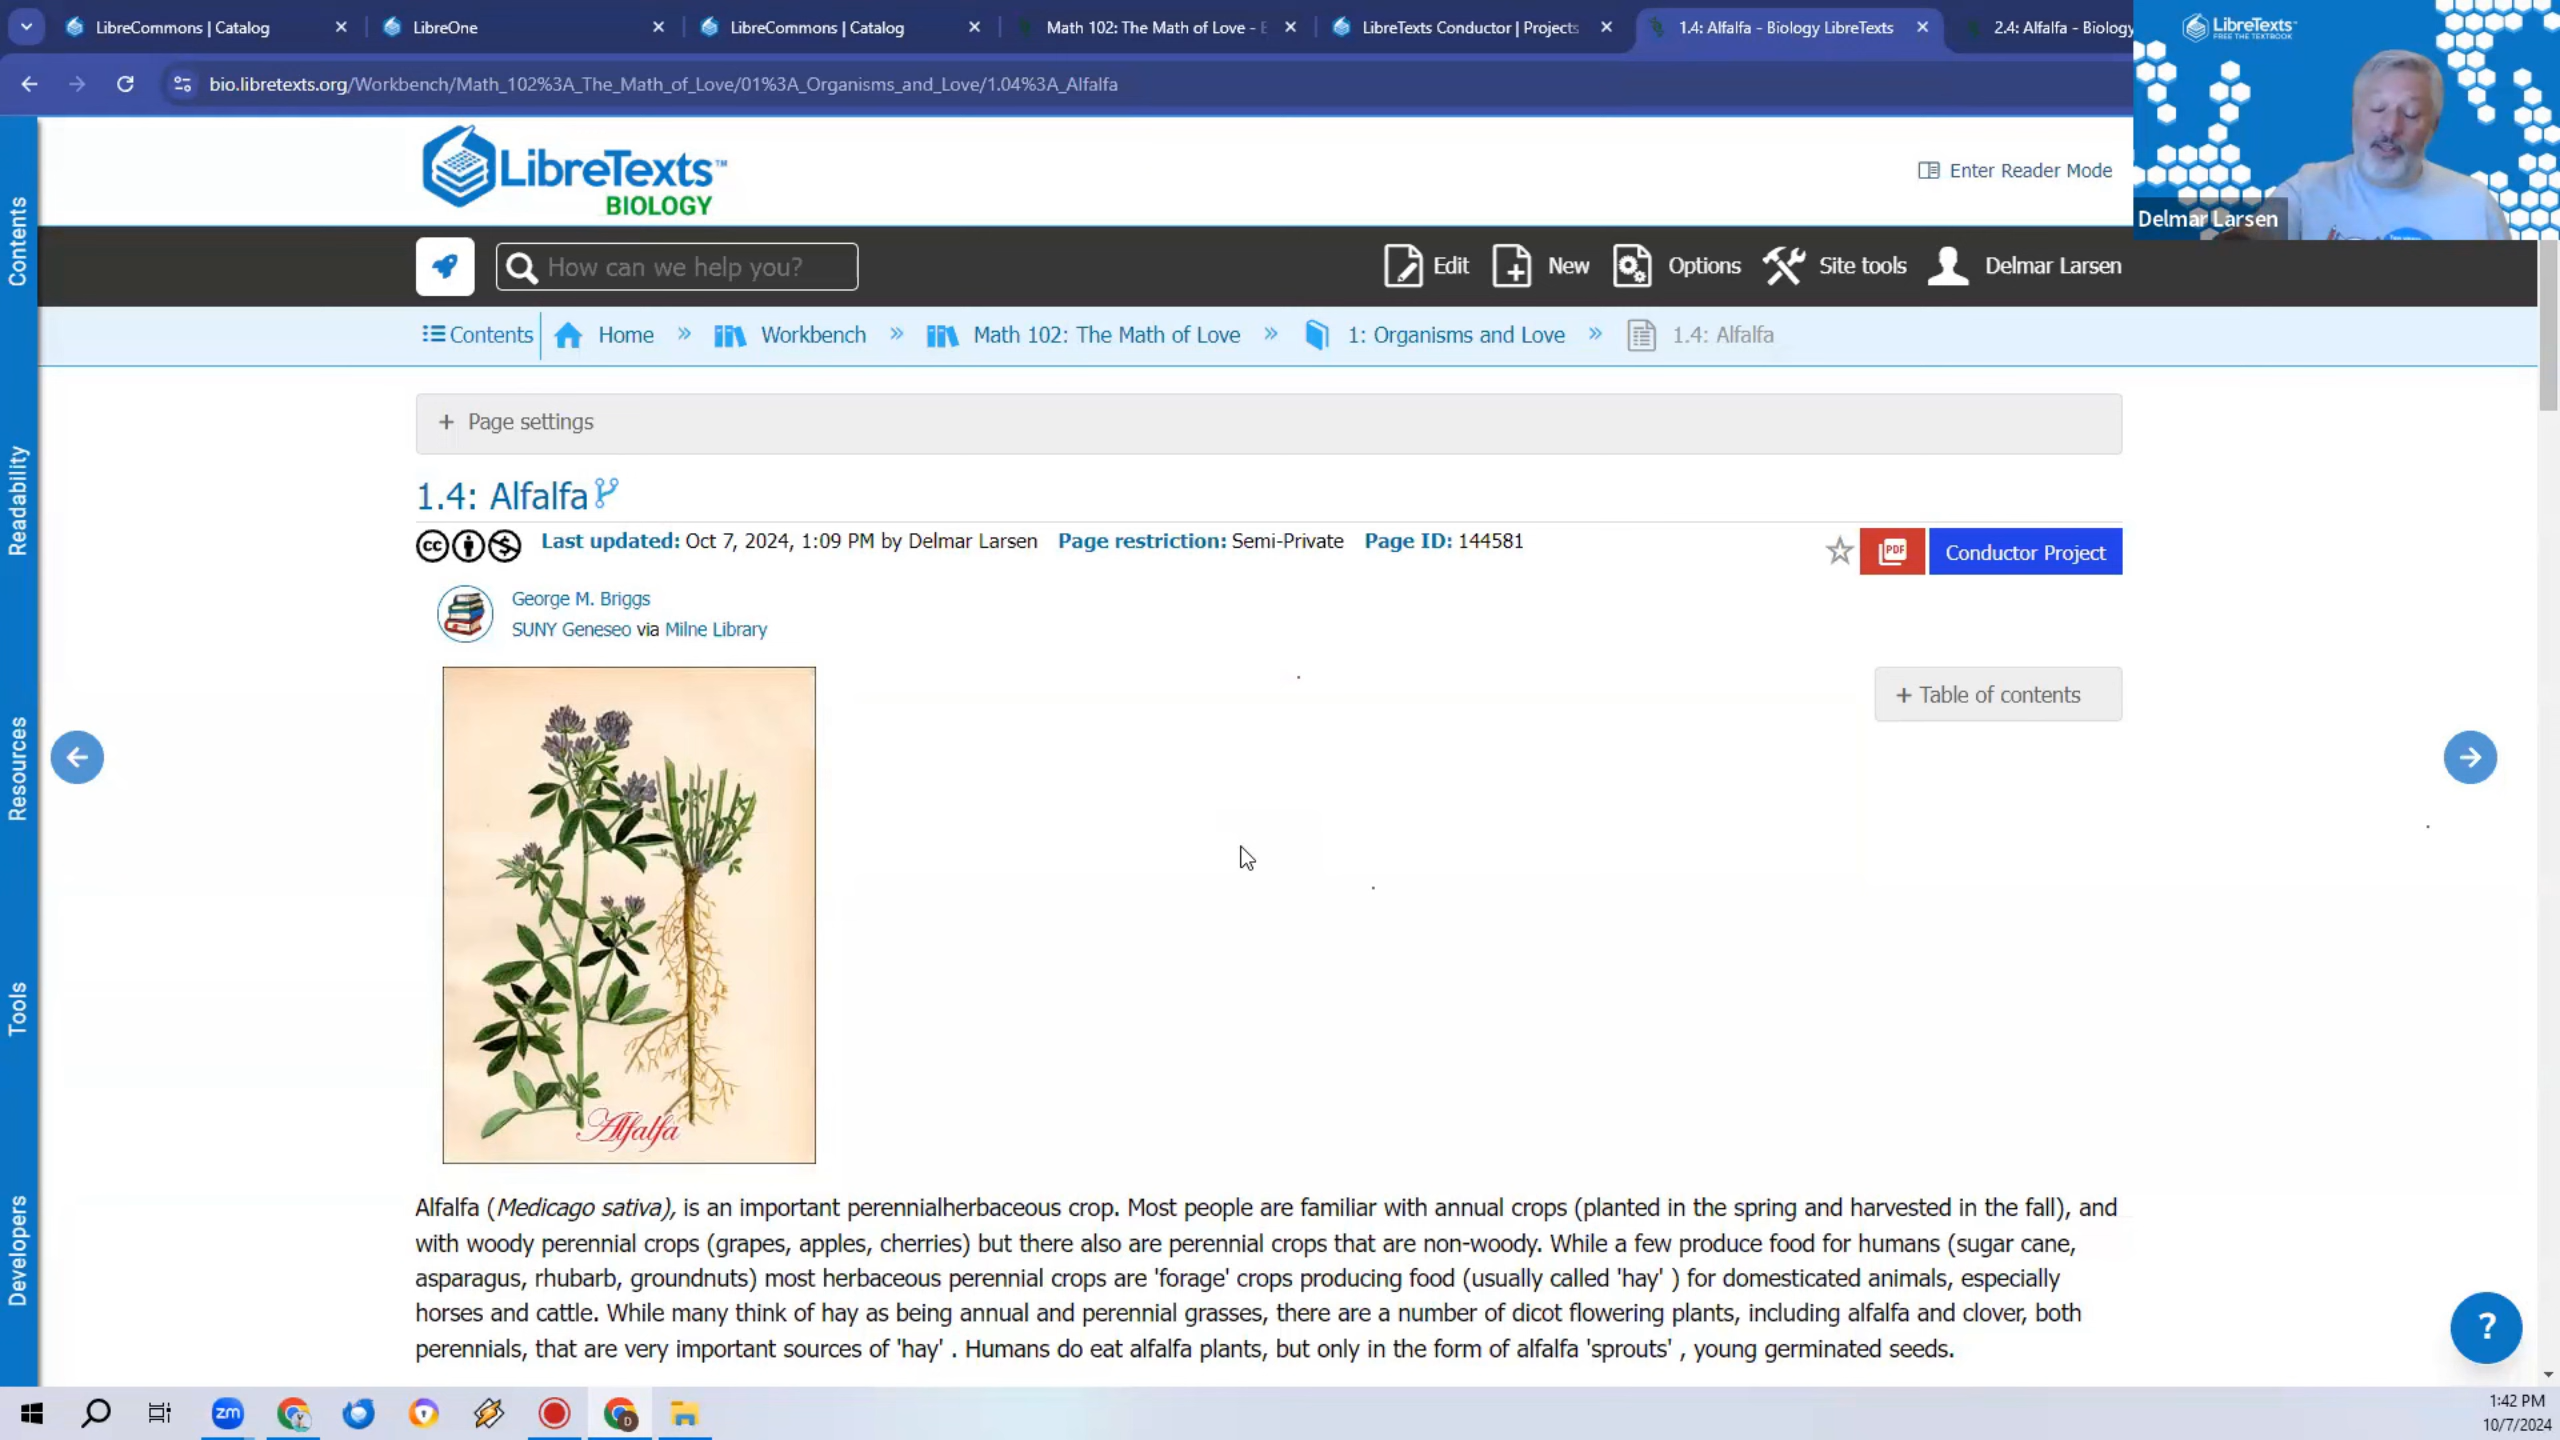 LibreCommons | Catalog
LibreOne
LibreCommons | Catalog
Math 102: The Math of Love -
LibreTexts Conductor | Projects
1.4: Alfalfa - Biology LibreTexts
2.4: Alfalfa - Biology
bio.libretexts.org/Workbench/Math_102%3A_The_Math_of_Love/01%3A_Organisms_and_Love/1.04%3A_Alfalfa
LibreTexts
FREE THE TEXTBOOK
Delmar Larsen
LibreTexts™
BIOLOGY
Enter Reader Mode
How can we help you?
Edit
New
Options
Site tools
Delmar Larsen
Contents
Home » Workbench » Math 102: The Math of Love » 1: Organisms and Love » 1.4: Alfalfa
Contents
Readability
Resources
Tools
Developers
+ Page settings
1.4: Alfalfa
cc
Last updated: Oct 7, 2024, 1:09 PM by Delmar Larsen Page restriction: Semi-Private Page ID: 144581
PDF
Conductor Project
George M. Briggs
SUNY Geneseo via Milne Library
+ Table of contents
Alfalfa
Alfalfa (Medicago sativa), is an important perennialherbaceous crop. Most people are familiar with annual crops (planted in the spring and harvested in the fall), and
with woody perennial crops (grapes, apples, cherries) but there also are perennial crops that are non-woody. While a few produce food for humans (sugar cane,
asparagus, rhubarb, groundnuts) most herbaceous perennial crops are 'forage' crops producing food (usually called 'hay' ) for domesticated animals, especially
horses and cattle. While many think of hay as being annual and perennial grasses, there are a number of dicot flowering plants, including alfalfa and clover, both
perennials, that are very important sources of 'hay' . Humans do eat alfalfa plants, but only in the form of alfalfa 'sprouts' , young germinated seeds.
?
zm
D
1:42 PM
10/7/2024